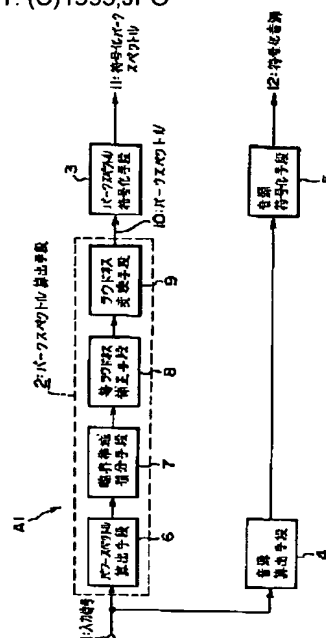 (C)1995,JPO
11:符号化バーク
スペクトル
12:符号化音源
3
バークスペクトル
符号化手段
5
音源
符号化手段
10:バークスペクトル
2:バークスペクトル算出手段
ラウドネス
変換手段
9
等ラウドネス
補正手段
8
臨界帯域
積分手段
7
パワースペクトル
算出手段
6
A1
1:入力信号
音源
算出手段
4